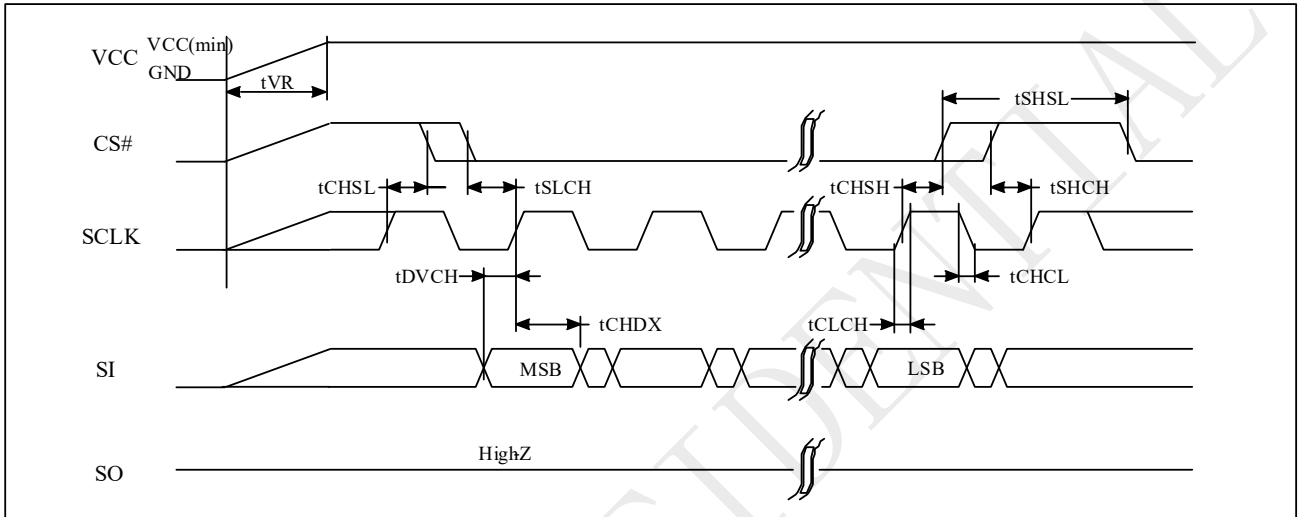 VCC
VCC(min)
GND
tVR
tSHSL
CS#
tCHSL
tSLCH
tCHSH
tSHCH
SCLK
tDVCH
tCHCL
tCHDX
tCLCH
SI
MSB
LSB
High-Z
SO